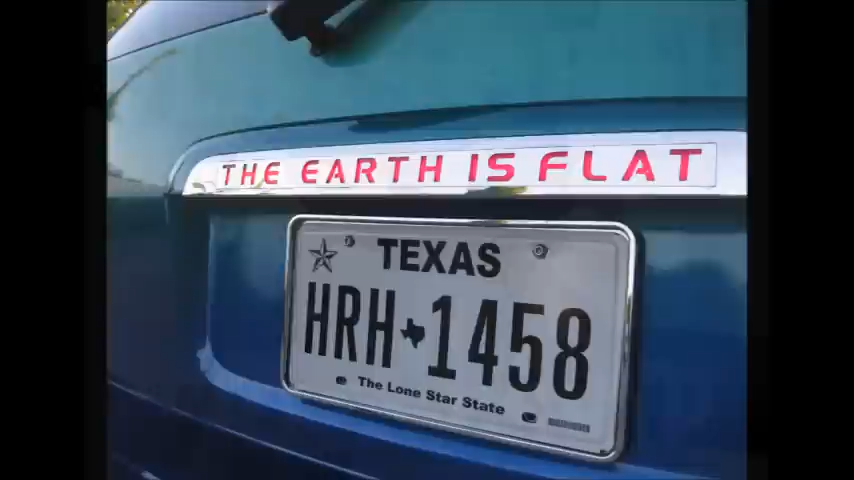 THE EARTH IS FLAT
TEXAS
HRH 1458
The Lone Star State